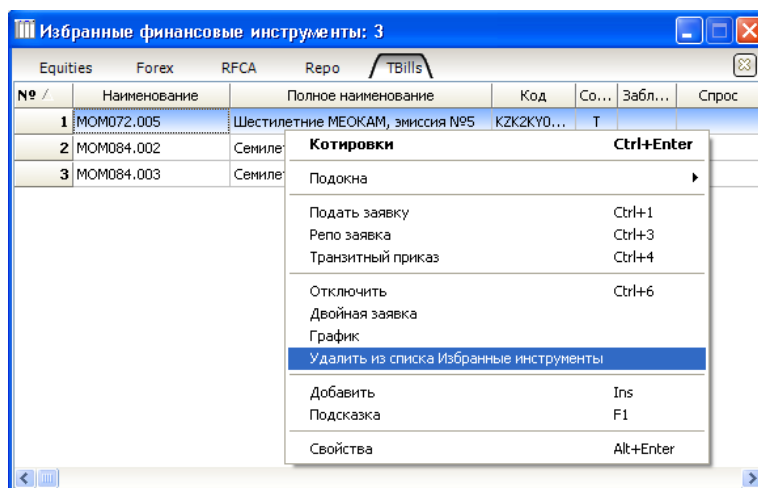 Избранные финансовые инструменты: 3
Equities Forex RFCA Repo TBills
№ Наименование Полное наименование Код Со... Забл... Спрос
1 MOM072.005 Шестилетние МЕОКАМ, эмиссия №5 KZK2KY0... T
2 MOM084.002 Семиле
3 MOM084.003 Семиле
Котировки Ctrl+Enter
Подокна
Подать заявку Ctrl+1
Репо заявка Ctrl+3
Транзитный приказ Ctrl+4
Отключить Ctrl+6
Двойная заявка
График
Удалить из списка Избранные инструменты
Добавить Ins
Подсказка F1
Свойства Alt+Enter